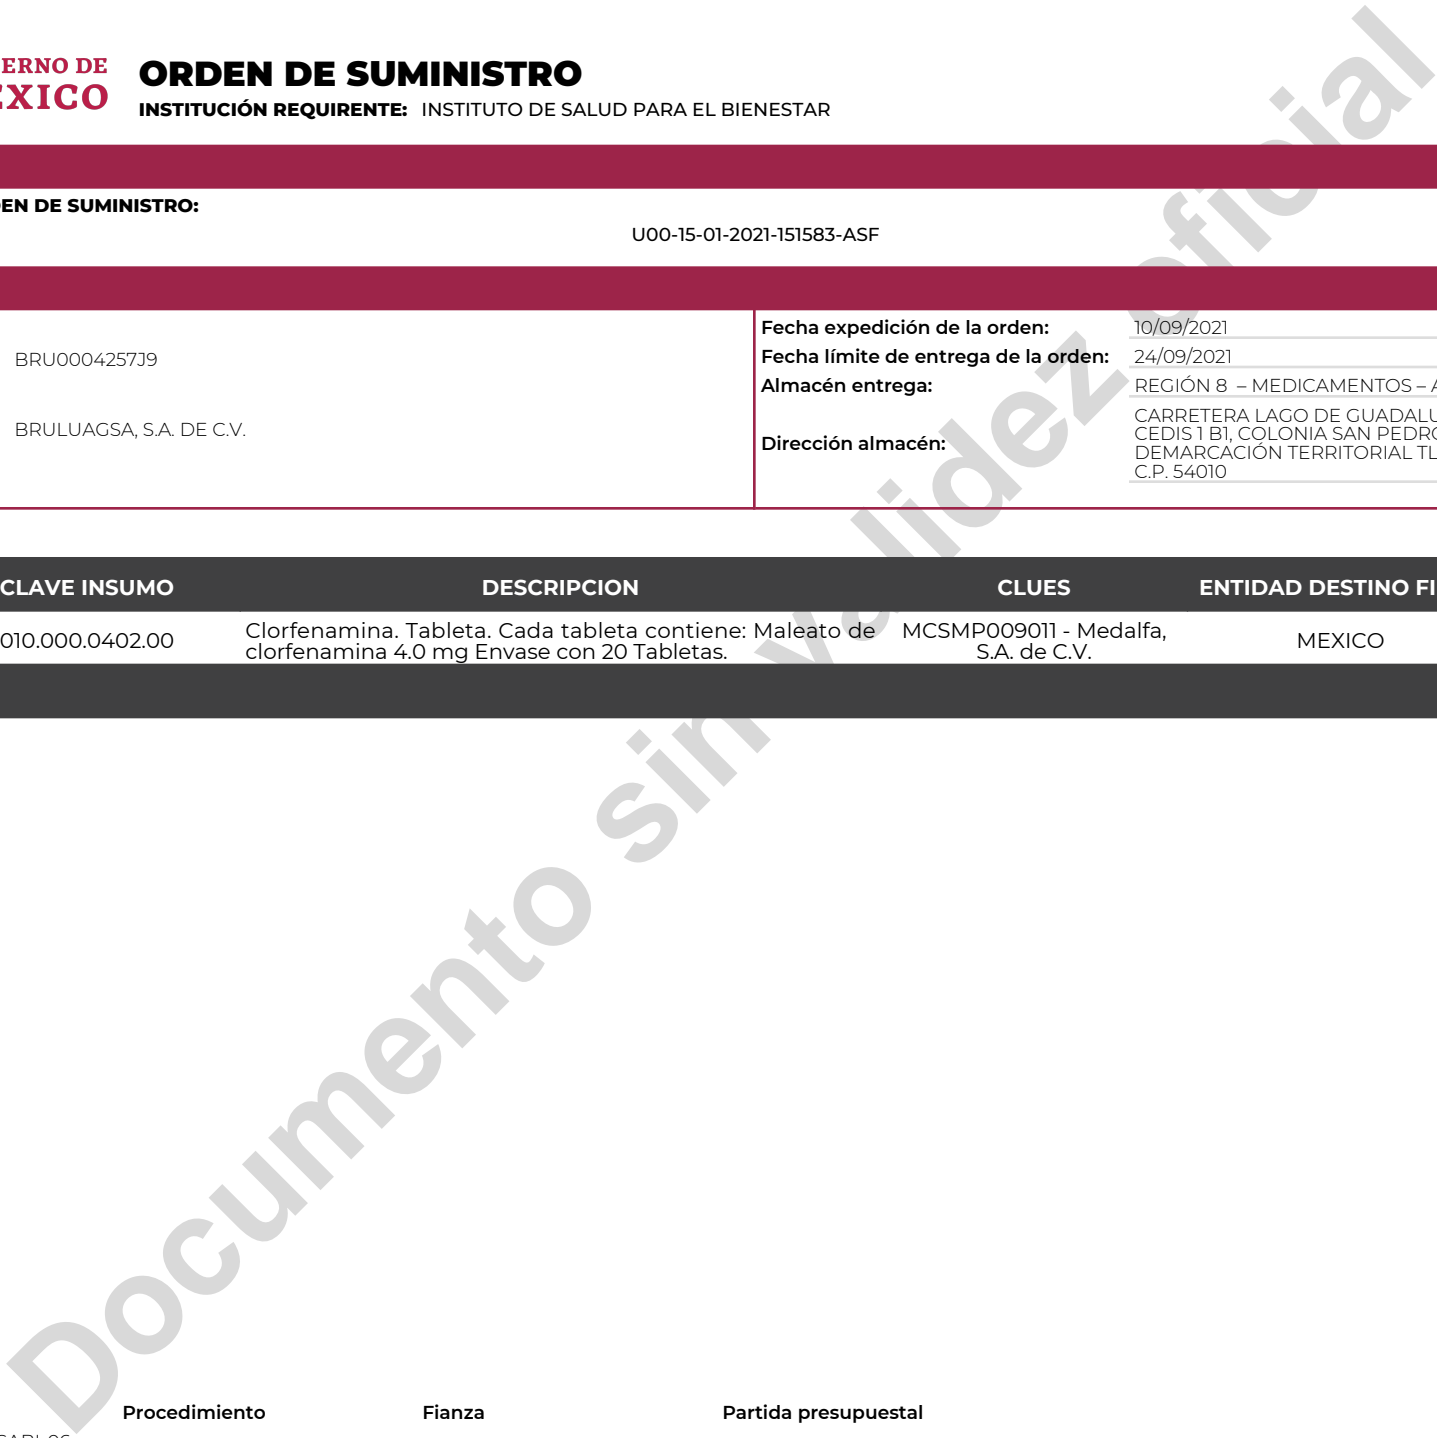 ERNO DE
EXICO
ORDEN DE SUMINISTRO
INSTITUCIÓN REQUIRENTE: INSTITUTO DE SALUD PARA EL BIENESTAR
EN DE SUMINISTRO:
U00-15-01-2021-151583-ASF
BRU0004257J9
BRULUAGSA, S.A. DE C.V.
Fecha expedición de la orden: 10/09/2021
Fecha límite de entrega de la orden: 24/09/2021
Almacén entrega: REGIÓN 8 – MEDICAMENTOS – A
Dirección almacén:
CARRETERA LAGO DE GUADALU
CEDIS 1 B1, COLONIA SAN PEDRO
DEMARCACIÓN TERRITORIAL TL
C.P. 54010
CLAVE INSUMO DESCRIPCION CLUES ENTIDAD DESTINO FI
010.000.0402.00
Clorfenamina. Tableta. Cada tableta contiene: Maleato de
clorfenamina 4.0 mg Envase con 20 Tabletas.
MCSMP009011 - Medalfa,
S.A. de C.V.
MEXICO
Documento sin validez oficial
Procedimiento Fianza Partida presupuestal